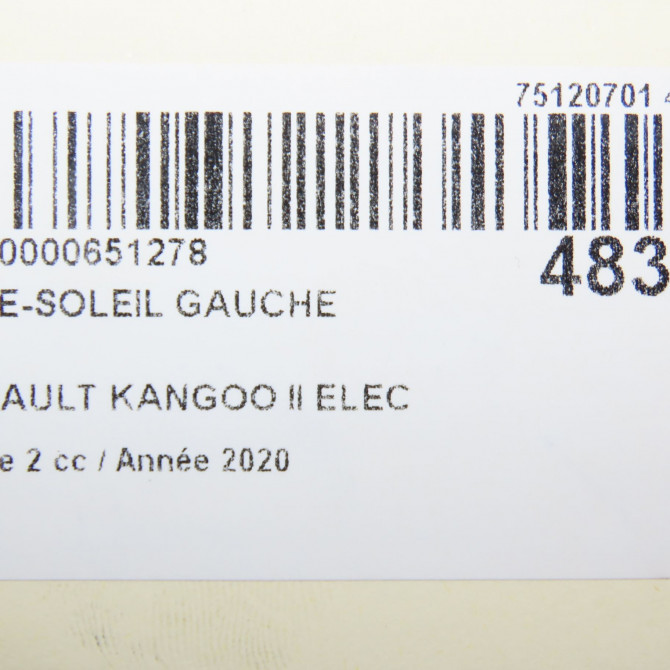 75120701 4
0000651278
483
E-SOLEIL GAUCHE
AULT KANGOO II ELEC
e 2 cc / Année 2020